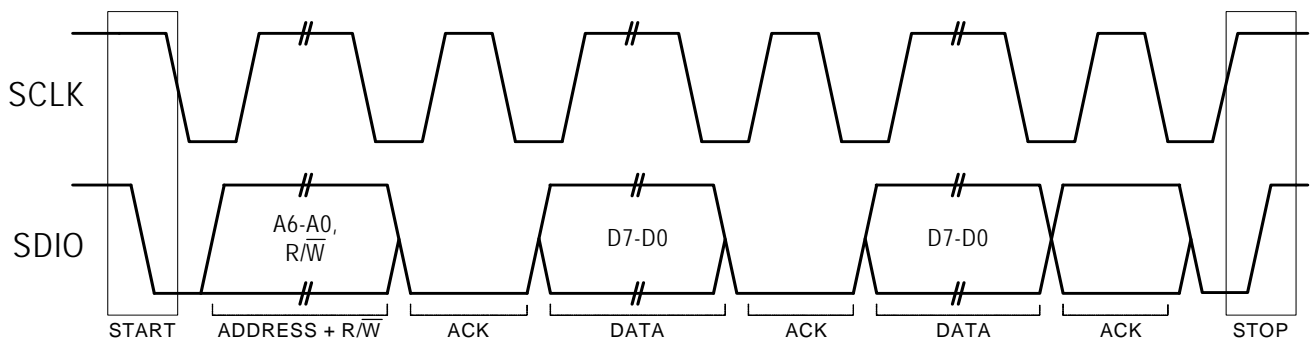 SCLK
SDIO
A6-A0,
R/W̅
D7-D0
D7-D0
START
ADDRESS + R/W̅
ACK
DATA
ACK
DATA
ACK
STOP